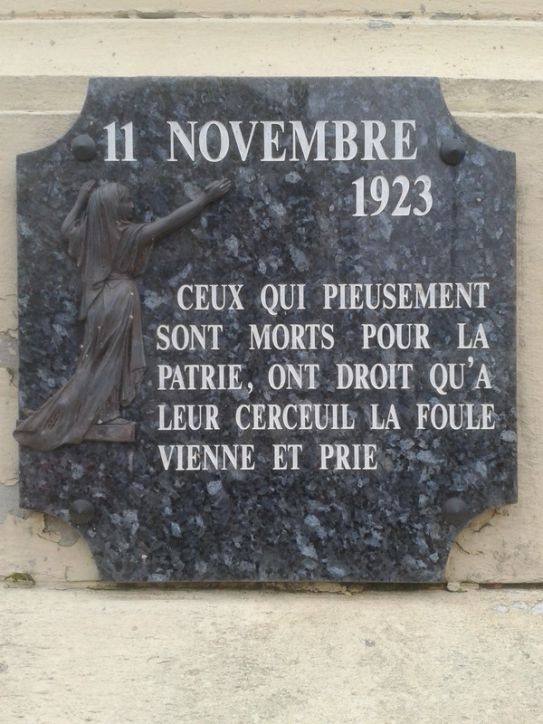 11 NOVEMBRE
1923
CEUX QUI PIEUSEMENT
SONT MORTS POUR LA
PATRIE, ONT DROIT QU'A
LEUR CERCEUIL LA FOULE
VIENNE ET PRIE